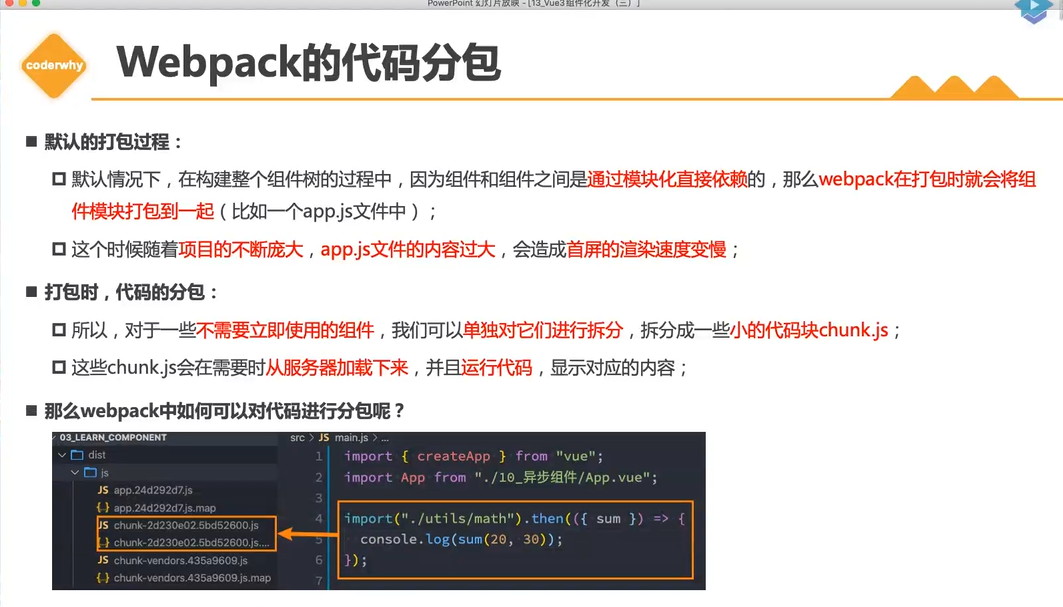 PowerPoint 幻灯片放映 - [13_Vue3组件化开发（三）]
coderwhy
Webpack的代码分包
默认的打包过程：
默认情况下，在构建整个组件树的过程中，因为组件和组件之间是通过模块化直接依赖的，那么webpack在打包时就会将组
件模块打包到一起（比如一个app.js文件中）；
这个时候随着项目的不断庞大，app.js文件的内容过大，会造成首屏的渲染速度变慢；
打包时，代码的分包：
所以，对于一些不需要立即使用的组件，我们可以单独对它们进行拆分，拆分成一些小的代码块chunk.js；
这些chunk.js会在需要时从服务器加载下来，并且运行代码，显示对应的内容；
那么webpack中如何可以对代码进行分包呢？
03_LEARN_COMPONENT
dist
js
JS app.24d292d7.js
{} app.24d292d7.js.map
JS chunk-2d230e02.5bd52600.js
{} chunk-2d230e02.5bd52600.js....
JS chunk-vendors.435a9609.js
{} chunk-vendors.435a9609.js.map
src > JS main.js > ...
1 import { createApp } from "vue";
2 import App from "./10_异步组件/App.vue";
3
4 import("./utils/math").then(({ sum }) => {
5 console.log(sum(20, 30));
6 });
7